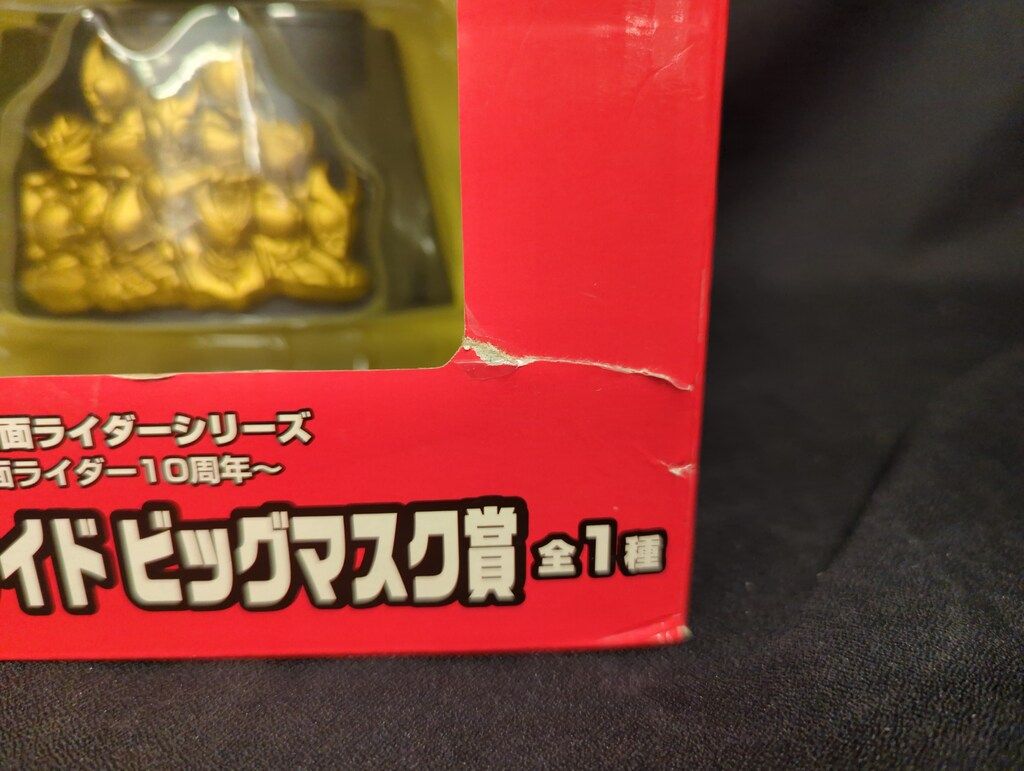 面ライダーシリーズ
面ライダー10周年～
イド ビッグマスク賞 全1種